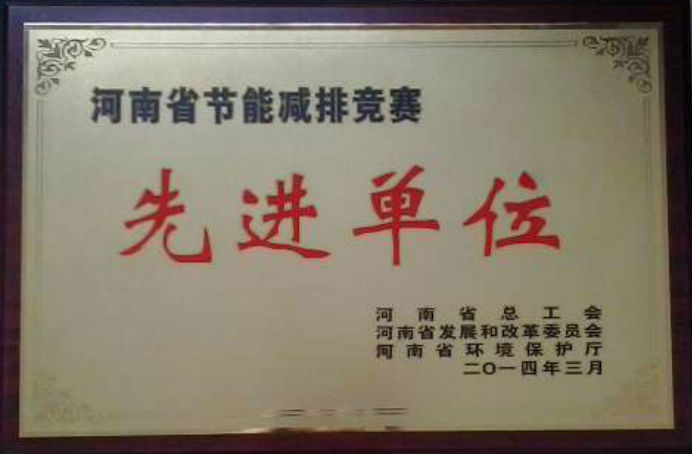 河南省节能减排竞赛
先进单位
河南省总工会
河南省发展和改革委员会
河南省环境保护厅
二〇一四年三月